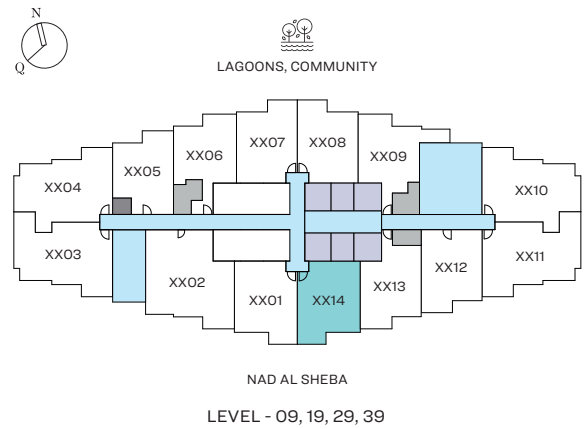 N
Q
LAGOONS, COMMUNITY
XX07 XX08
XX06 XX09
XX05
XX04 XX10
XX03 XX11
XX02 XX12
XX01 XX14 XX13
NAD AL SHEBA
LEVEL - 09, 19, 29, 39